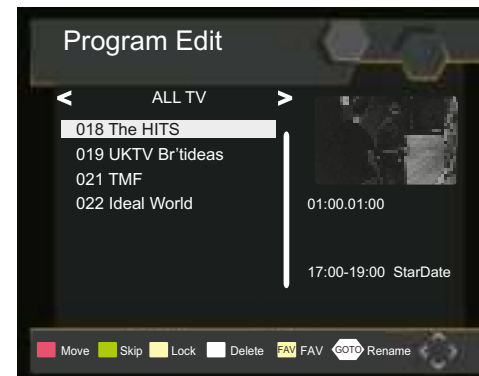 Program Edit
< ALL TV >
018 The HITS
019 UKTV Br'tideas
021 TMF
022 Ideal World
01:00.01:00
17:00-19:00 StarDate
Move Skip Lock Delete FAV FAV GOTO Rename